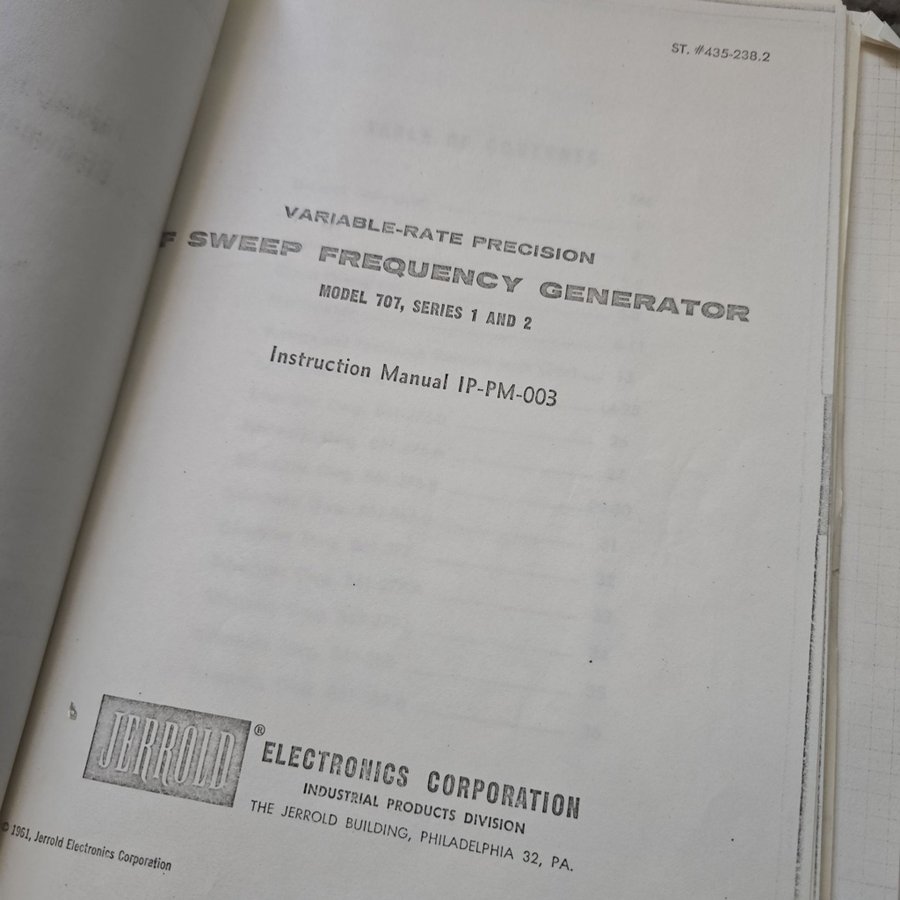 ST. #435-238.2
VARIABLE-RATE PRECISION
F SWEEP FREQUENCY GENERATOR
MODEL 707, SERIES 1 AND 2
Instruction Manual IP-PM-003
JERROLD® ELECTRONICS CORPORATION
INDUSTRIAL PRODUCTS DIVISION
THE JERROLD BUILDING, PHILADELPHIA 32, PA.
© 1961, Jerrold Electronics Corporation